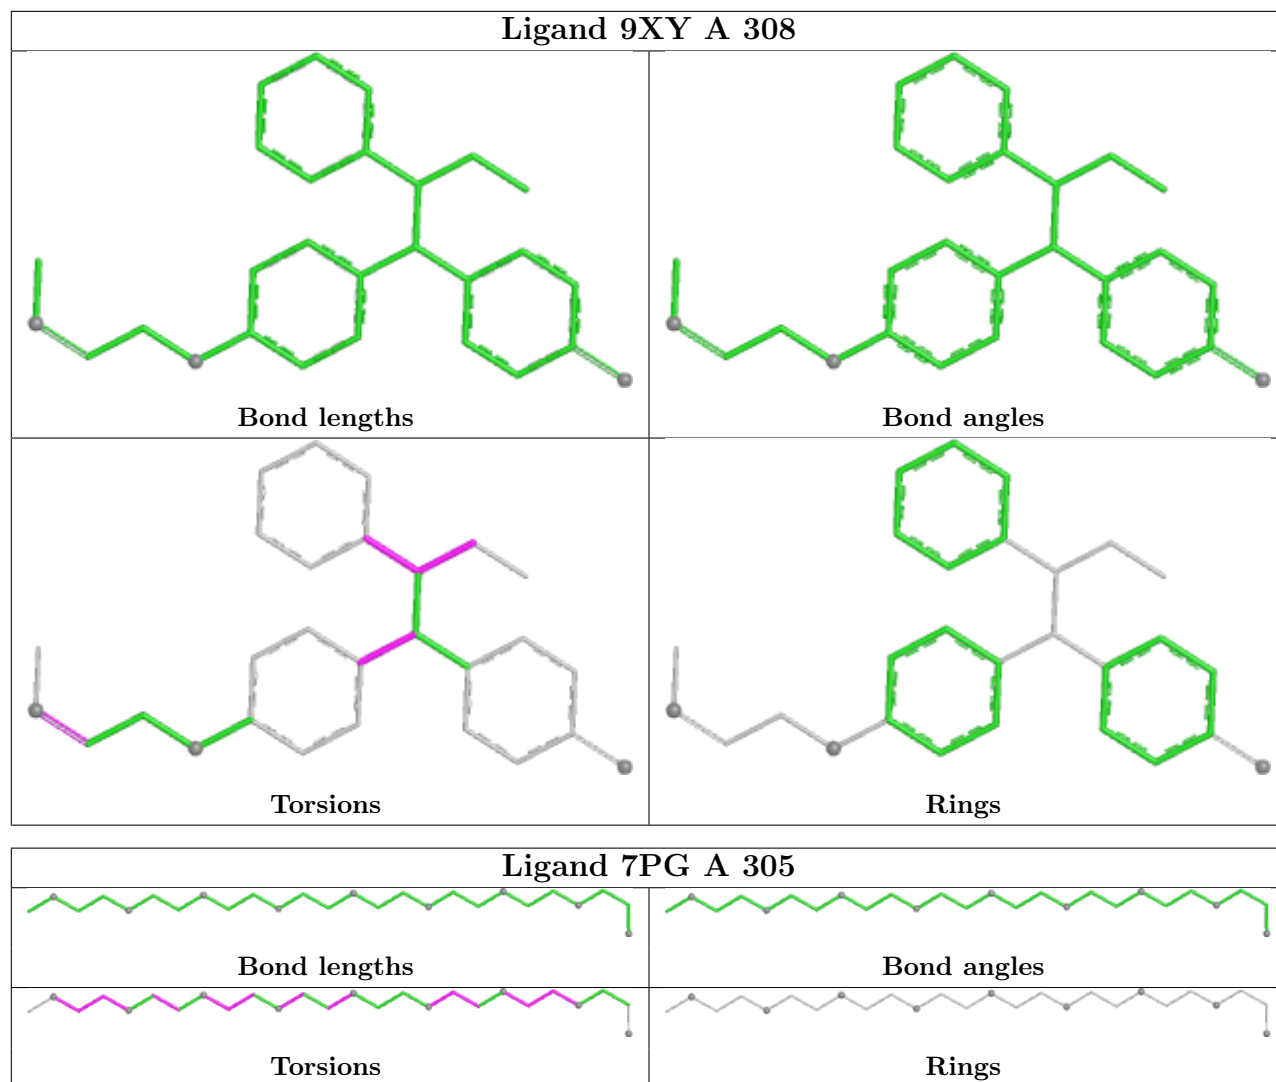 Ligand 9XY A 308
Bond lengths
Bond angles
Torsions
Rings
Ligand 7PG A 305
Bond lengths
Bond angles
Torsions
Rings